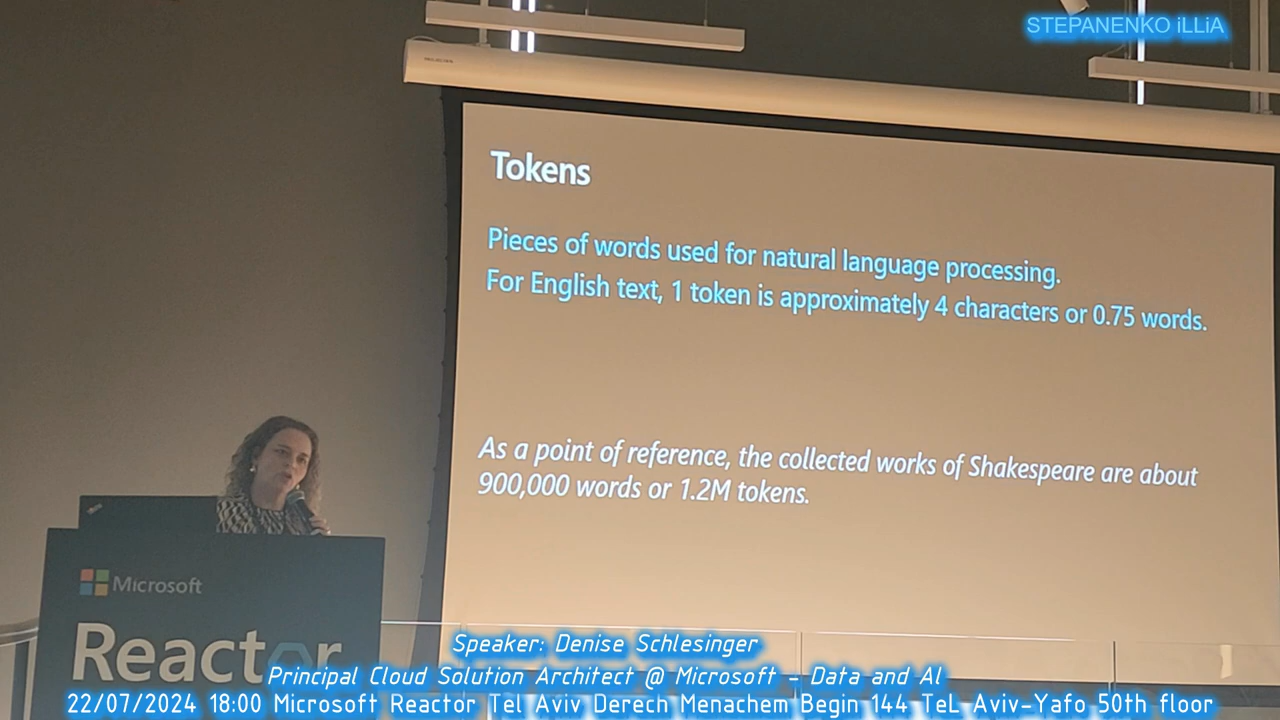 STEPANENKO iLLiA
Tokens
Pieces of words used for natural language processing.
For English text, 1 token is approximately 4 characters or 0.75 words.
As a point of reference, the collected works of Shakespeare are about
900,000 words or 1.2M tokens.
Microsoft
Reactor
Speaker: Denise Schlesinger
Principal Cloud Solution Architect @ Microsoft - Data and AI
22/07/2024 18:00 Microsoft Reactor Tel Aviv Derech Menachem Begin 144 TeL Aviv-Yafo 50th floor